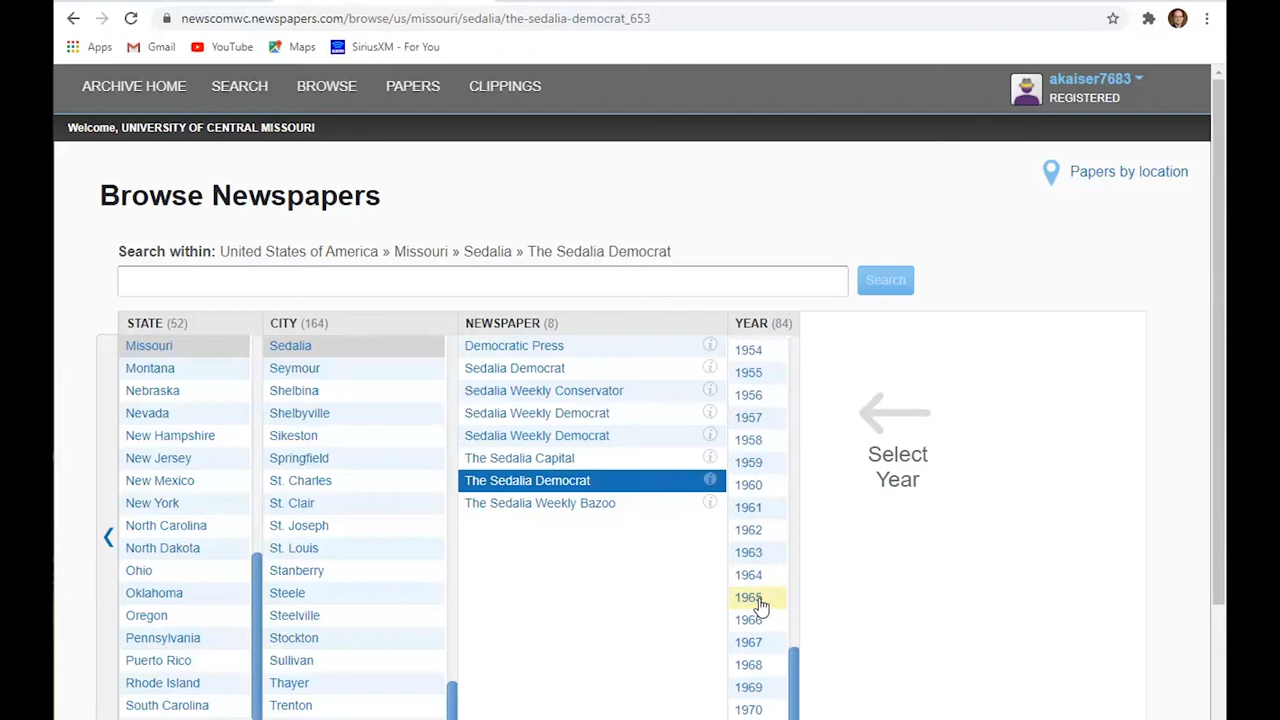 newscomwc.newspapers.com/browse/us/missouri/sedalia/the-sedalia-democrat_653
Apps Gmail YouTube Maps SiriusXM - For You
ARCHIVE HOME SEARCH BROWSE PAPERS CLIPPINGS
akaiser7683
REGISTERED
Welcome, UNIVERSITY OF CENTRAL MISSOURI
Papers by location
Browse Newspapers
Search within: United States of America » Missouri » Sedalia » The Sedalia Democrat
Search
STATE (52) CITY (164) NEWSPAPER (8) YEAR (84)
Missouri Sedalia Democratic Press 1954
Montana Seymour Sedalia Democrat 1955
Nebraska Shelbina Sedalia Weekly Conservator 1956
Nevada Shelbyville Sedalia Weekly Democrat 1957
New Hampshire Sikeston Sedalia Weekly Democrat 1958
New Jersey Springfield The Sedalia Capital 1959
New Mexico St. Charles The Sedalia Democrat 1960
New York St. Clair The Sedalia Weekly Bazoo 1961
North Carolina St. Joseph 1962
North Dakota St. Louis 1963
Ohio Stanberry 1964
Oklahoma Steele 1965
Oregon Steelville 1966
Pennsylvania Stockton 1967
Puerto Rico Sullivan 1968
Rhode Island Thayer 1969
South Carolina Trenton 1970
Select
Year